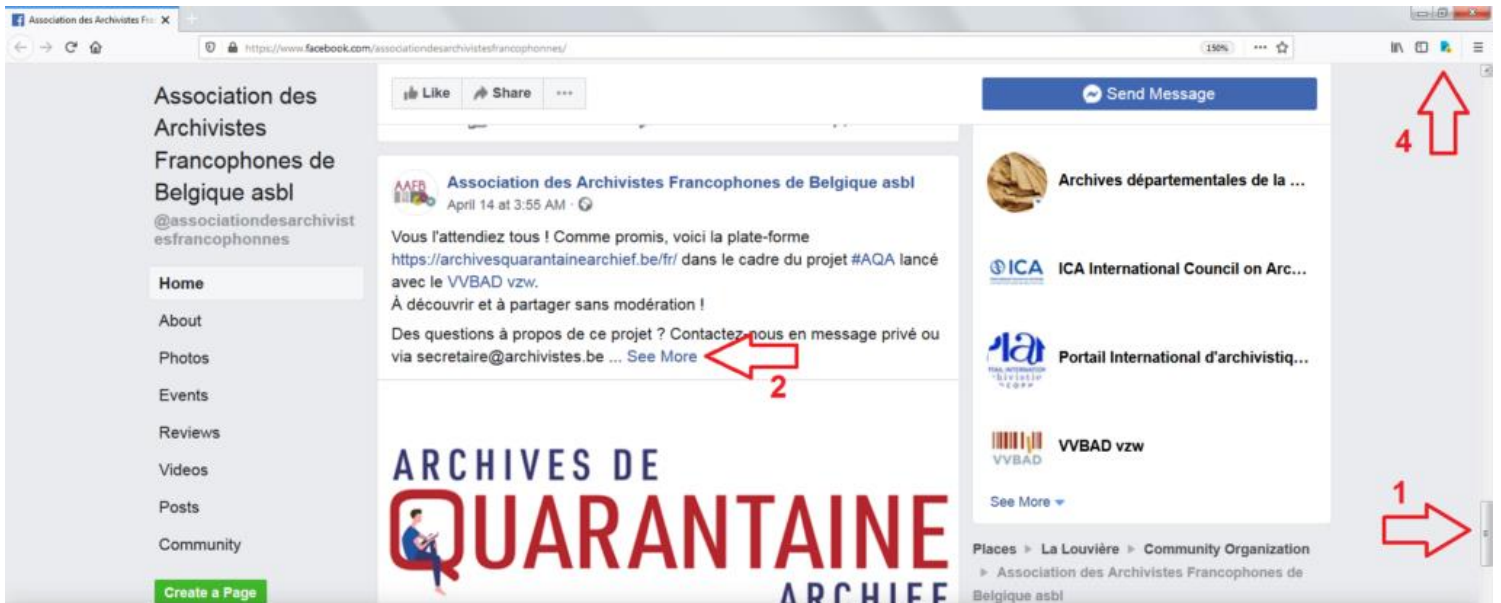 Association des Archivistes Fra
https://www.facebook.com/associationdesarchivistesfrancophonnes/
150%
Association des
Archivistes
Francophones de
Belgique asbl
@associationdesarchivist
esfrancophonnes
Home
About
Photos
Events
Reviews
Videos
Posts
Community
Create a Page
Like Share ...
AAFB
Association des Archivistes Francophones de Belgique asbl
April 14 at 3:55 AM ·
Vous l'attendiez tous ! Comme promis, voici la plate-forme
https://archivesquarantainearchief.be/fr/ dans le cadre du projet #AQA lancé
avec le VVBAD vzw.
À découvrir et à partager sans modération !
Des questions à propos de ce projet ? Contactez-nous en message privé ou
via secretaire@archivistes.be ... See More
2
ARCHIVES DE
QUARANTAINE
ARCHIEF
Send Message
4
Archives départementales de la ...
ICA ICA International Council on Arc...
Portail International d'archivistiq...
VVBAD VVBAD vzw
See More
1
Places La Louvière Community Organization
Association des Archivistes Francophones de
Belgique asbl